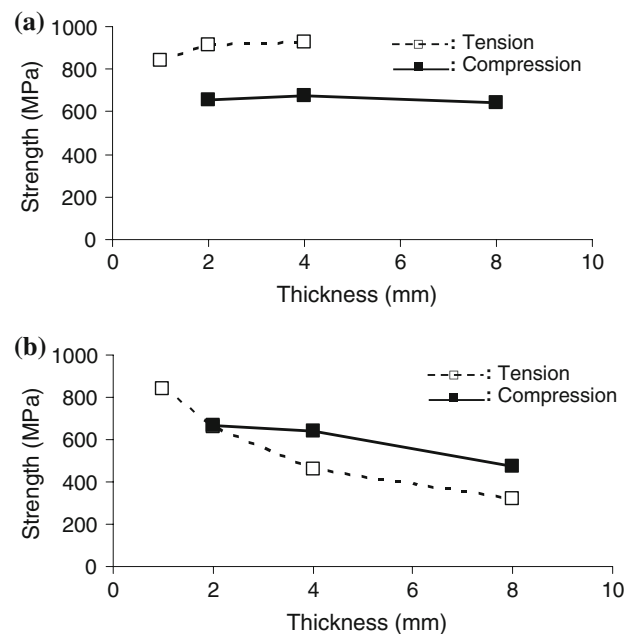 (a)
1000
800
600
400
200
0
Strength (MPa)
: Tension
: Compression
0 2 4 6 8 10
Thickness (mm)
(b)
1000
800
600
400
200
0
Strength (MPa)
: Tension
: Compression
0 2 4 6 8 10
Thickness (mm)